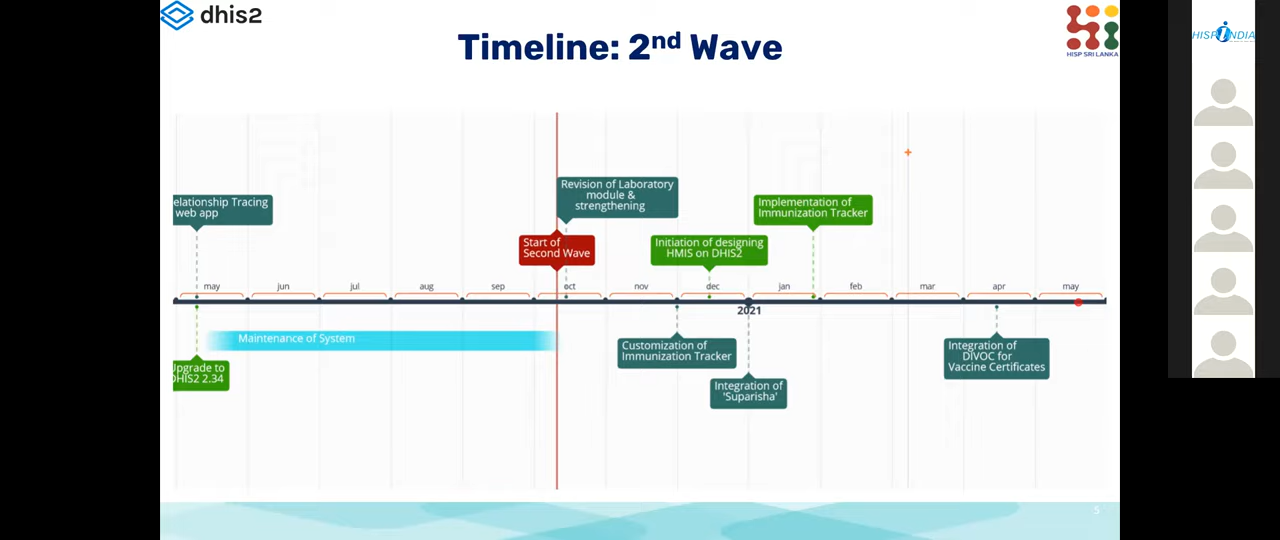 dhis2
Timeline: 2nd Wave
HISP SRI LANKA
HISP INDIA
elationship Tracing
web app
Revision of Laboratory
module &
strengthening
Implementation of
Immunization Tracker
Start of
Second Wave
Initiation of designing
HMIS on DHIS2
may jun jul aug sep oct nov dec jan feb mar apr may
2021
Maintenance of System
Upgrade to
DHIS2 2.34
Customization of
Immunization Tracker
Integration of
'Suparisha'
Integration of
DIVOC for
Vaccine Certificates
5